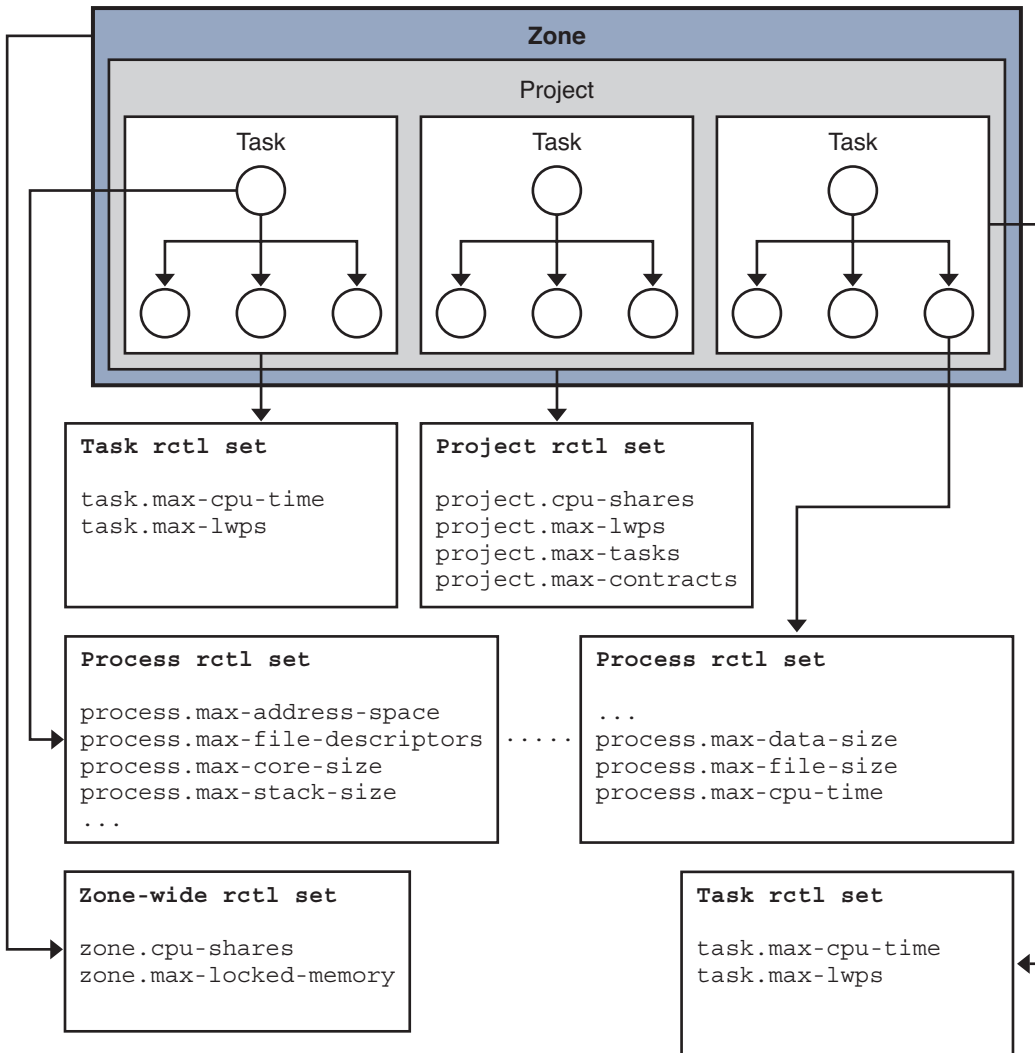 Zone
Project
Task
Task
Task
Task rctl set
task.max-cpu-time
task.max-lwps
Project rctl set
project.cpu-shares
project.max-lwps
project.max-tasks
project.max-contracts
Process rctl set
process.max-address-space
process.max-file-descriptors
process.max-core-size
process.max-stack-size
...
.....
Process rctl set
...
process.max-data-size
process.max-file-size
process.max-cpu-time
Zone-wide rctl set
zone.cpu-shares
zone.max-locked-memory
Task rctl set
task.max-cpu-time
task.max-lwps